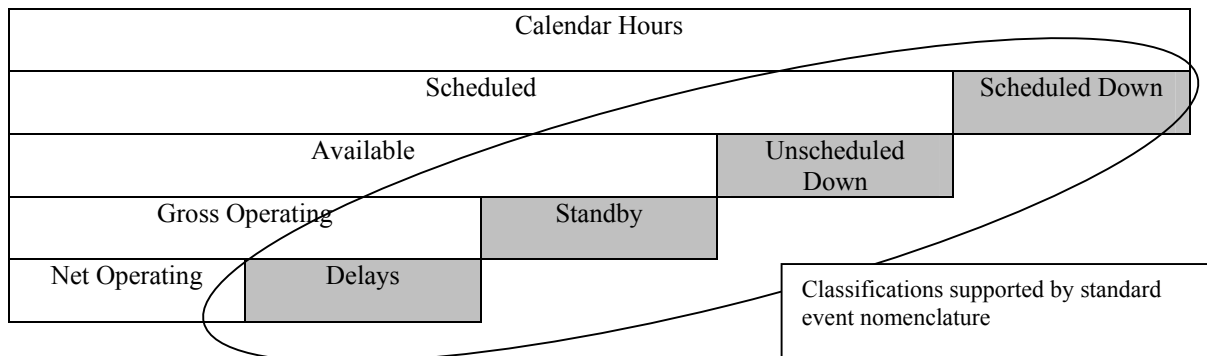 Calendar Hours
Scheduled
Scheduled Down
Available
Unscheduled
Down
Gross Operating
Standby
Net Operating
Delays
Classifications supported by standard
event nomenclature